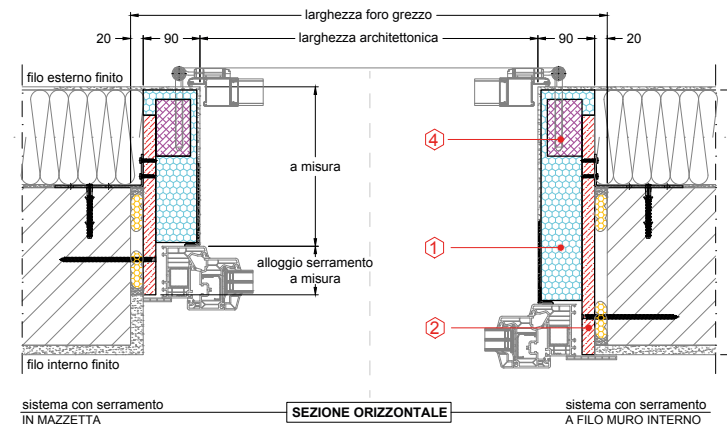 larghezza foro grezzo
20
90
larghezza architettonica
90
20
filo esterno finito
4
a misura
1
alloggio serramento
a misura
2
filo interno finito
sistema con serramento
IN MAZZETTA
SEZIONE ORIZZONTALE
sistema con serramento
A FILO MURO INTERNO